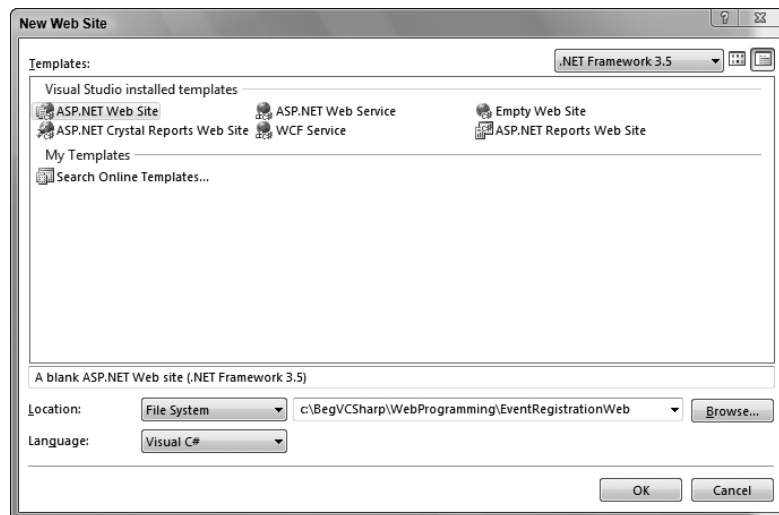 New Web Site
Templates: .NET Framework 3.5
Visual Studio installed templates
ASP.NET Web Site ASP.NET Web Service Empty Web Site
ASP.NET Crystal Reports Web Site WCF Service ASP.NET Reports Web Site
My Templates
Search Online Templates...
A blank ASP.NET Web site (.NET Framework 3.5)
Location: File System c:\BegVCSharp\WebProgramming\EventRegistrationWeb Browse...
Language: Visual C#
OK Cancel